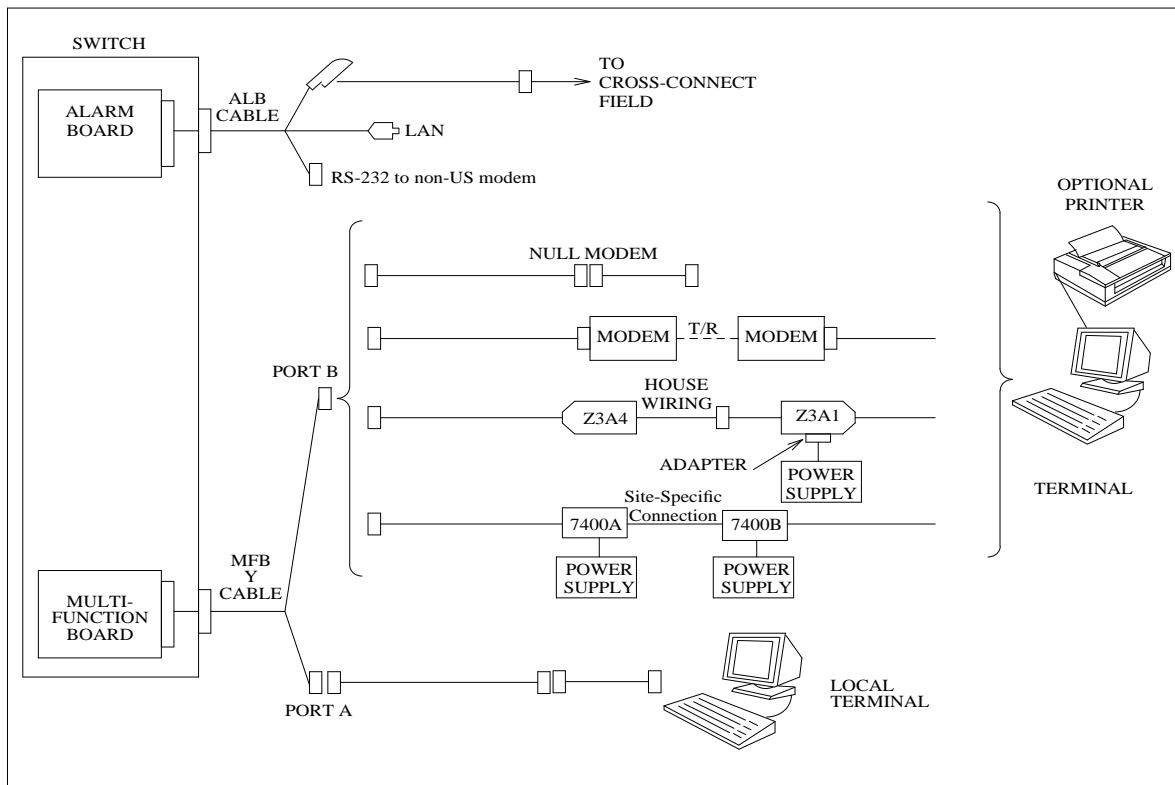 SWITCH
ALARM
BOARD
ALB
CABLE
TO
CROSS-CONNECT
FIELD
LAN
RS-232 to non-US modem
OPTIONAL
PRINTER
NULL MODEM
MODEM
T/R
MODEM
PORT B
HOUSE
WIRING
Z3A4
Z3A1
ADAPTER
POWER
SUPPLY
TERMINAL
Site-Specific
Connection
7400A
7400B
POWER
SUPPLY
POWER
SUPPLY
MFB
Y
CABLE
MULTI-
FUNCTION
BOARD
PORT A
LOCAL
TERMINAL